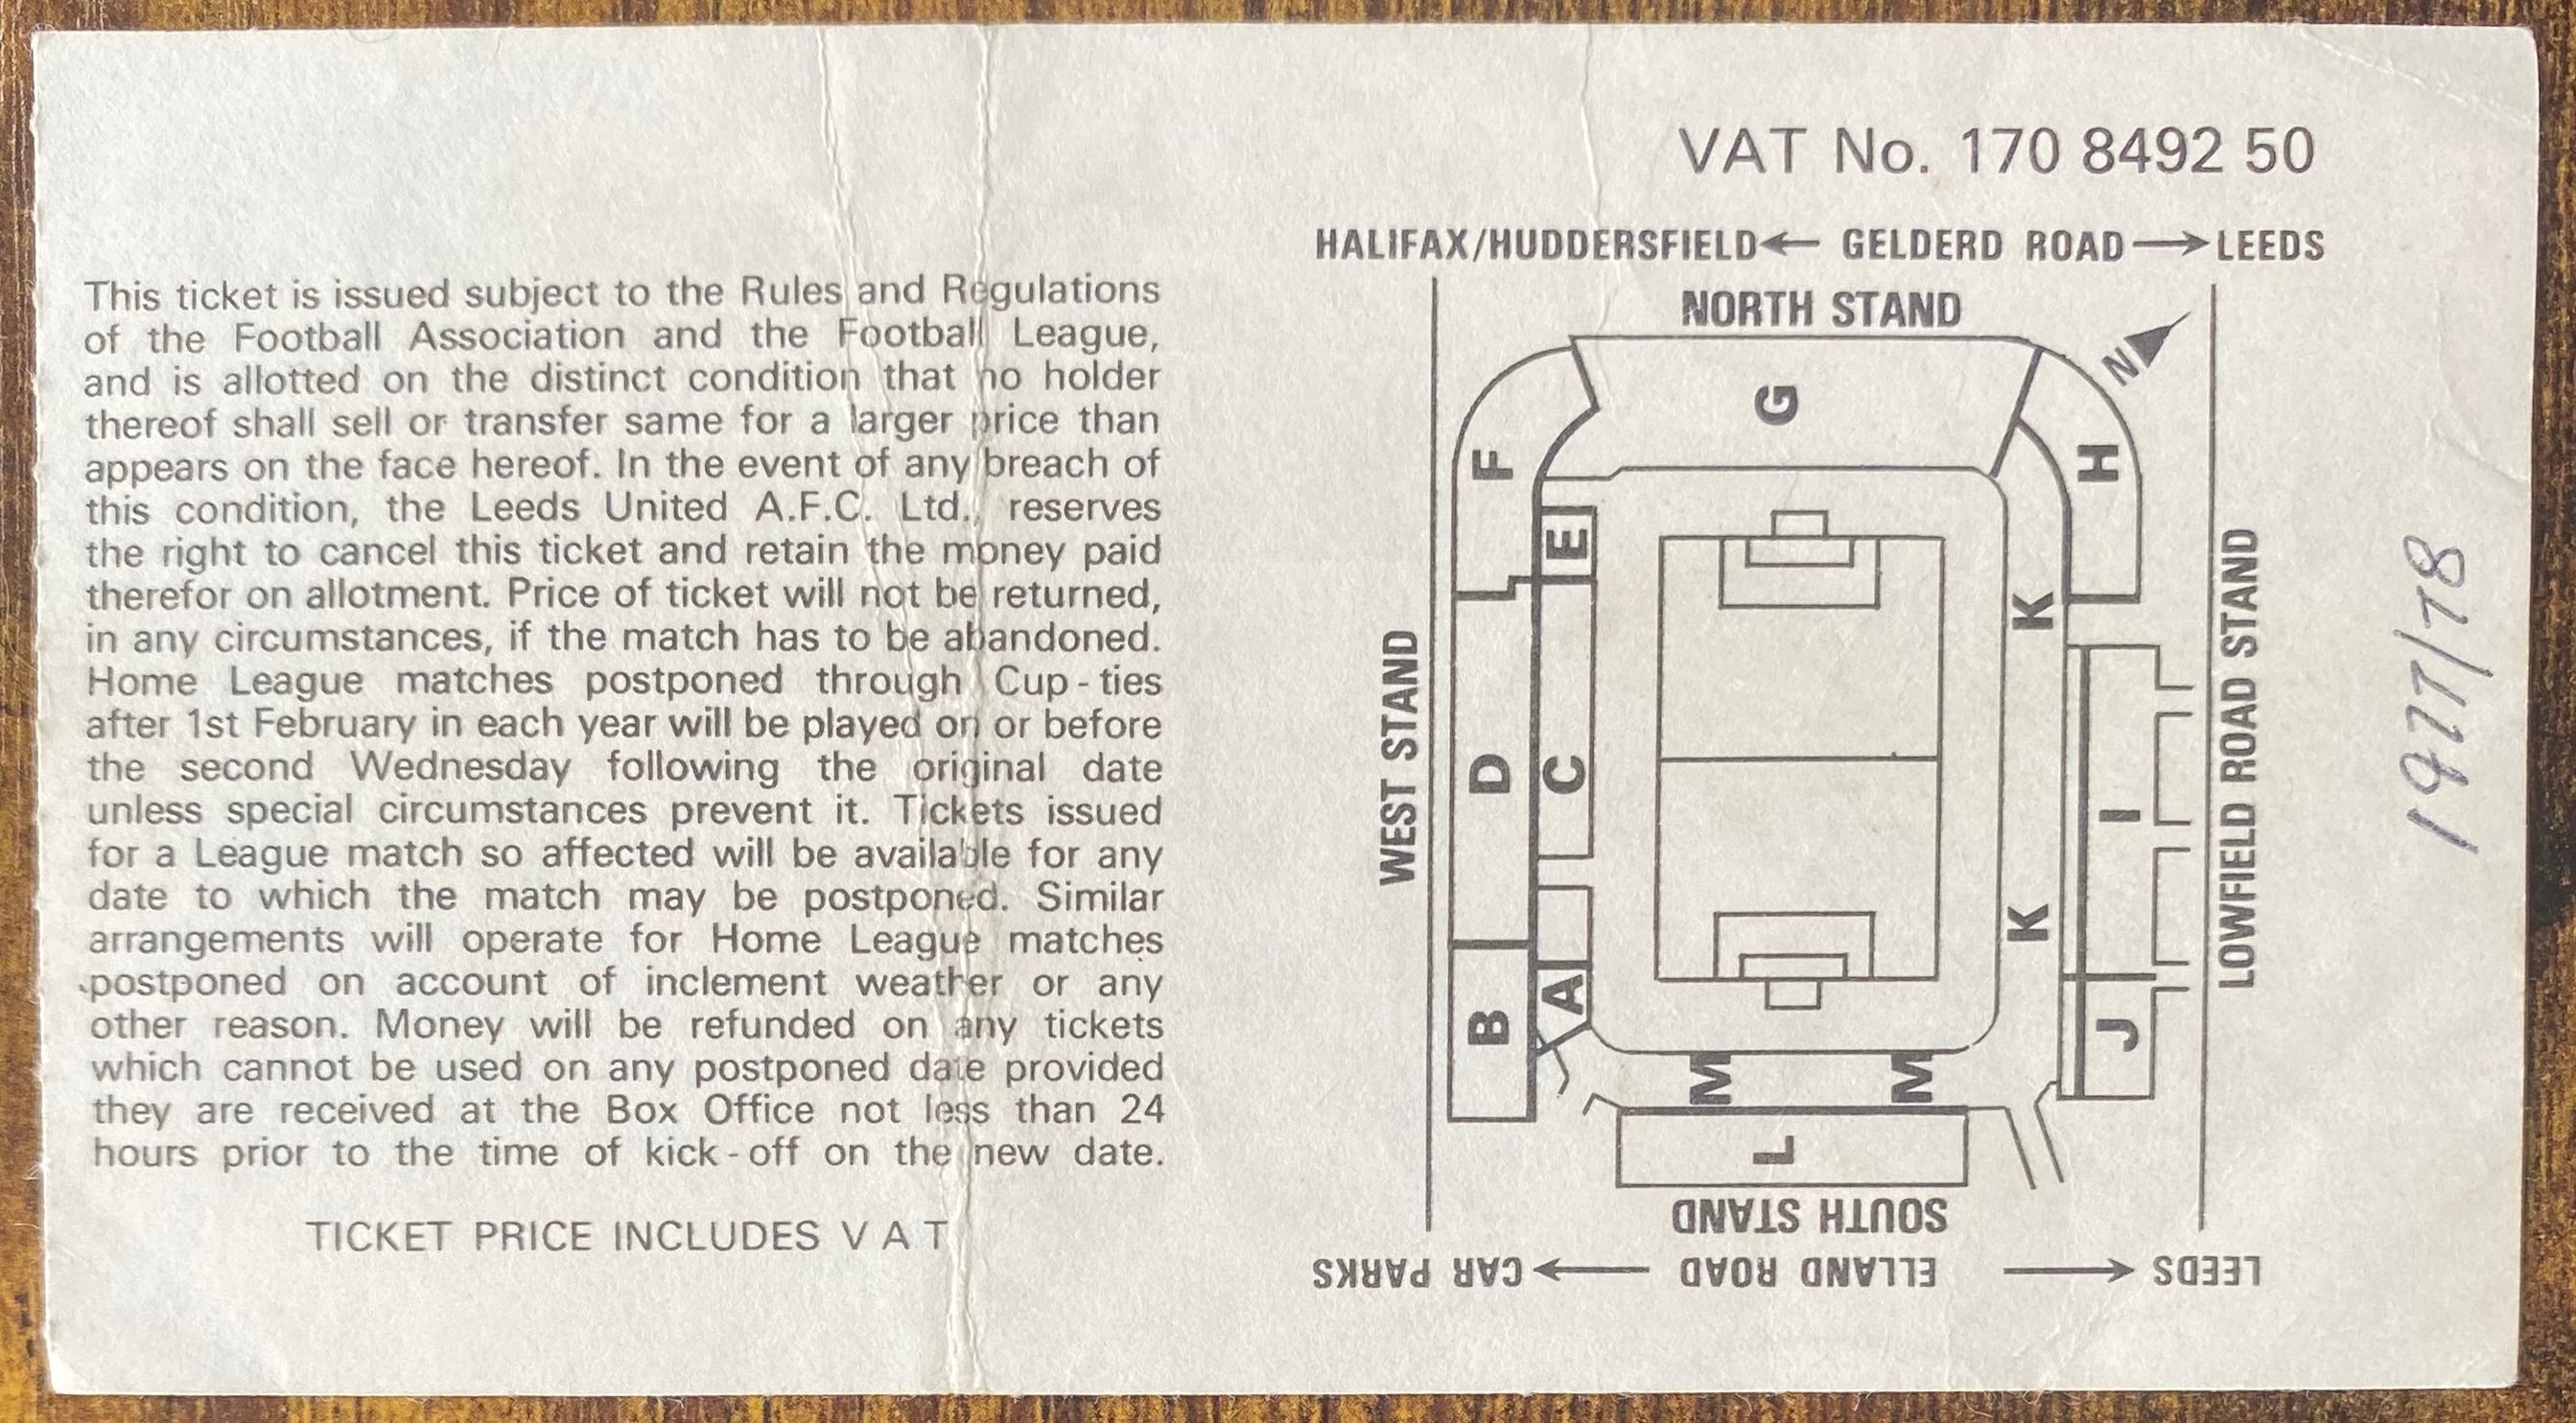 This ticket is issued subject to the Rules and Regulations
of the Football Association and the Football League,
and is allotted on the distinct condition that no holder
thereof shall sell or transfer same for a larger price than
appears on the face hereof. In the event of any breach of
this condition, the Leeds United A.F.C. Ltd., reserves
the right to cancel this ticket and retain the money paid
therefor on allotment. Price of ticket will not be returned,
in any circumstances, if the match has to be abandoned.
Home League matches postponed through Cup-ties
after 1st February in each year will be played on or before
the second Wednesday following the original date
unless special circumstances prevent it. Tickets issued
for a League match so affected will be available for any
date to which the match may be postponed. Similar
arrangements will operate for Home League matches
postponed on account of inclement weather or any
other reason. Money will be refunded on any tickets
which cannot be used on any postponed date provided
they are received at the Box Office not less than 24
hours prior to the time of kick-off on the new date.
TICKET PRICE INCLUDES V A T
VAT No. 170 8492 50
HALIFAX/HUDDERSFIELD ← GELDERD ROAD → LEEDS
NORTH STAND
N
G
F
H
E
K
WEST STAND
D
C
I
LOWFIELD ROAD STAND
K
B
A
J
M
M
L
SOUTH STAND
CAR PARKS ← ELLAND ROAD → LEEDS
1977/78